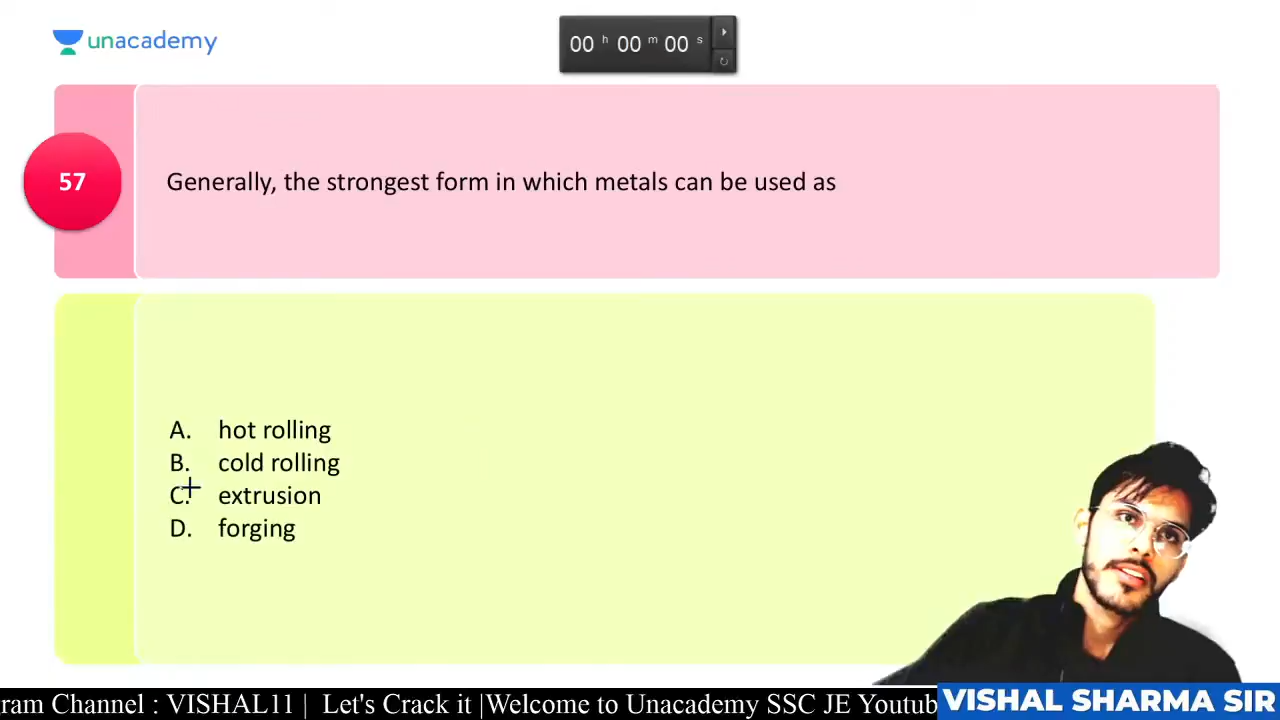 unacademy
00 h 00 m 00 s
57
Generally, the strongest form in which metals can be used as
A. hot rolling
B. cold rolling
C. extrusion
D. forging
ram Channel : VISHAL11 | Let's Crack it |Welcome to Unacademy SSC JE Youtub
VISHAL SHARMA SIR